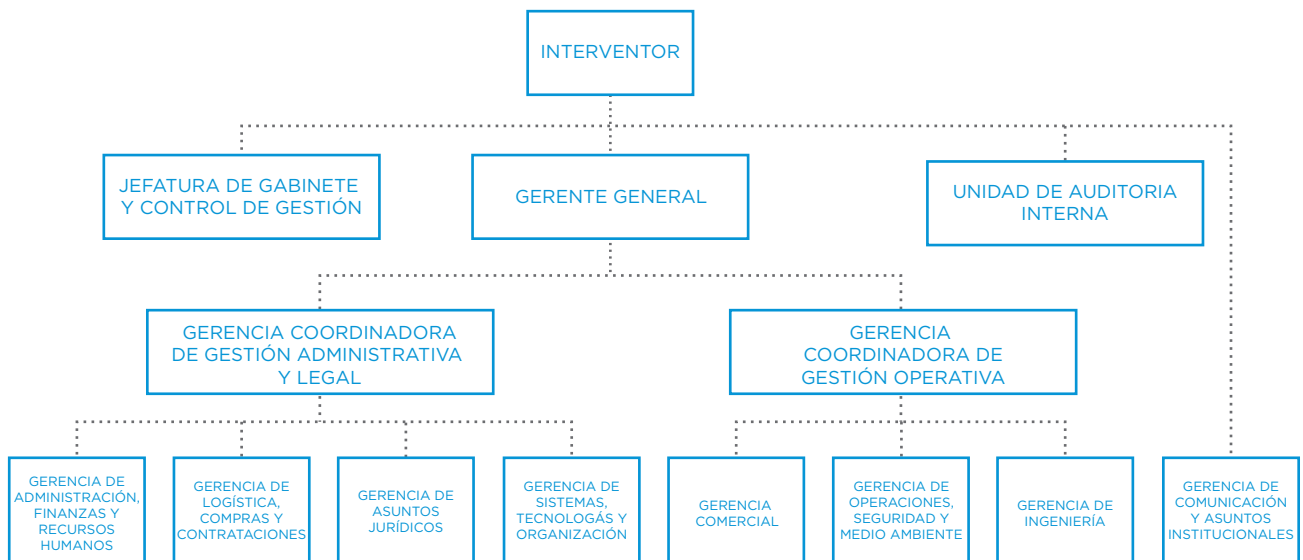 INTERVENTOR
JEFATURA DE GABINETE
Y CONTROL DE GESTIÓN
GERENTE GENERAL
UNIDAD DE AUDITORIA
INTERNA
GERENCIA COORDINADORA
DE GESTIÓN ADMINISTRATIVA
Y LEGAL
GERENCIA
COORDINADORA DE
GESTIÓN OPERATIVA
GERENCIA DE
ADMINISTRACIÓN,
FINANZAS Y
RECURSOS
HUMANOS
GERENCIA DE
LOGÍSTICA,
COMPRAS Y
CONTRATACIONES
GERENCIA DE
ASUNTOS
JURÍDICOS
GERENCIA DE
SISTEMAS,
TECNOLOGÁS Y
ORGANIZACIÓN
GERENCIA
COMERCIAL
GERENCIA DE
OPERACIONES,
SEGURIDAD Y
MEDIO AMBIENTE
GERENCIA DE
INGENIERÍA
GERENCIA DE
COMUNICACIÓN
Y ASUNTOS
INSTITUCIONALES